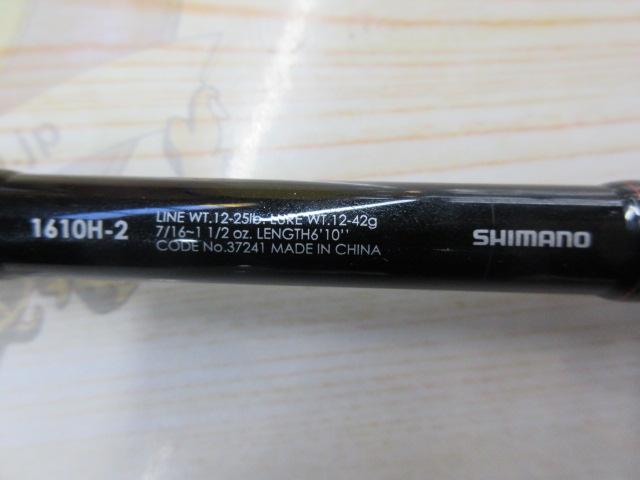 1610H-2
LINE WT.12-25lb. LURE WT.12-42g
7/16~1 1/2 oz. LENGTH6'10''
CODE No.37241 MADE IN CHINA
SHIMANO
.jp